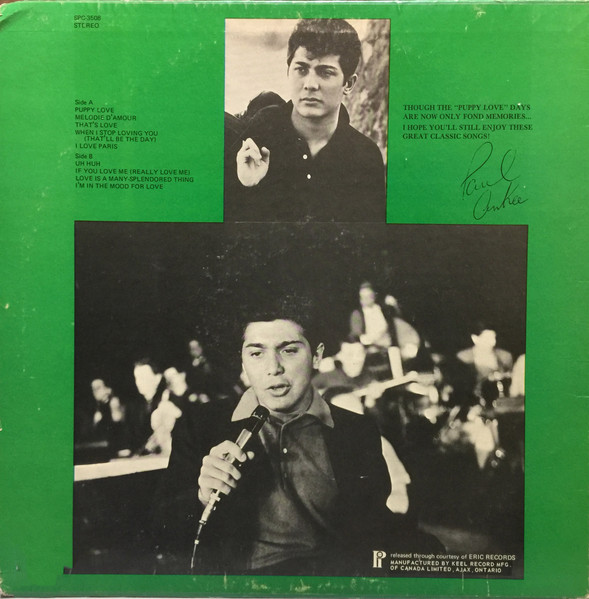 SPC 3508
STEREO
Side A
PUPPY LOVE
MELODIE D'AMOUR
THAT'S LOVE
WHEN I STOP LOVING YOU
(THAT'LL BE THE DAY)
I LOVE PARIS
Side B
UH HUH
IF YOU LOVE ME (REALLY LOVE ME)
LOVE IS A MANY-SPLENDORED THING
I'M IN THE MOOD FOR LOVE
THOUGH THE "PUPPY LOVE" DAYS
ARE NOW ONLY FOND MEMORIES...
I HOPE YOU'LL STILL ENJOY THESE
GREAT CLASSIC SONGS!
Paul
Anka
released through courtesy of ERIC RECORDS
MANUFACTURED BY KEEL RECORD MFG.
OF CANADA LIMITED, AJAX, ONTARIO